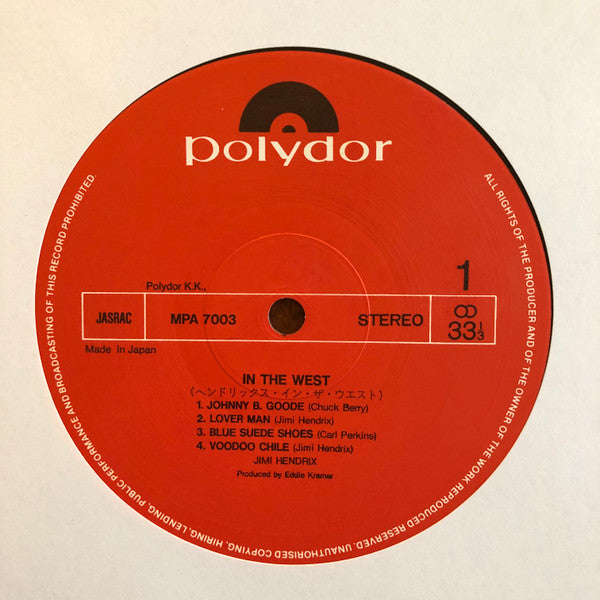 polydor
1
Polydor K.K.,
JASRAC
MPA 7003
STEREO
33 1/3
Made in Japan
IN THE WEST
(ヘンドリックス・イン・ザ・ウエスト)
1. JOHNNY B. GOODE (Chuck Berry)
2. LOVER MAN (Jimi Hendrix)
3. BLUE SUEDE SHOES (Carl Perkins)
4. VOODOO CHILE (Jimi Hendrix)
JIMI HENDRIX
Produced by Eddie Kramer
ALL RIGHTS OF THE PRODUCER AND OF THE OWNER OF THE WORK REPRODUCED RESERVED. UNAUTHORISED COPYING, HIRING, LENDING, PUBLIC PERFORMANCE AND BROADCASTING OF THIS RECORD PROHIBITED.